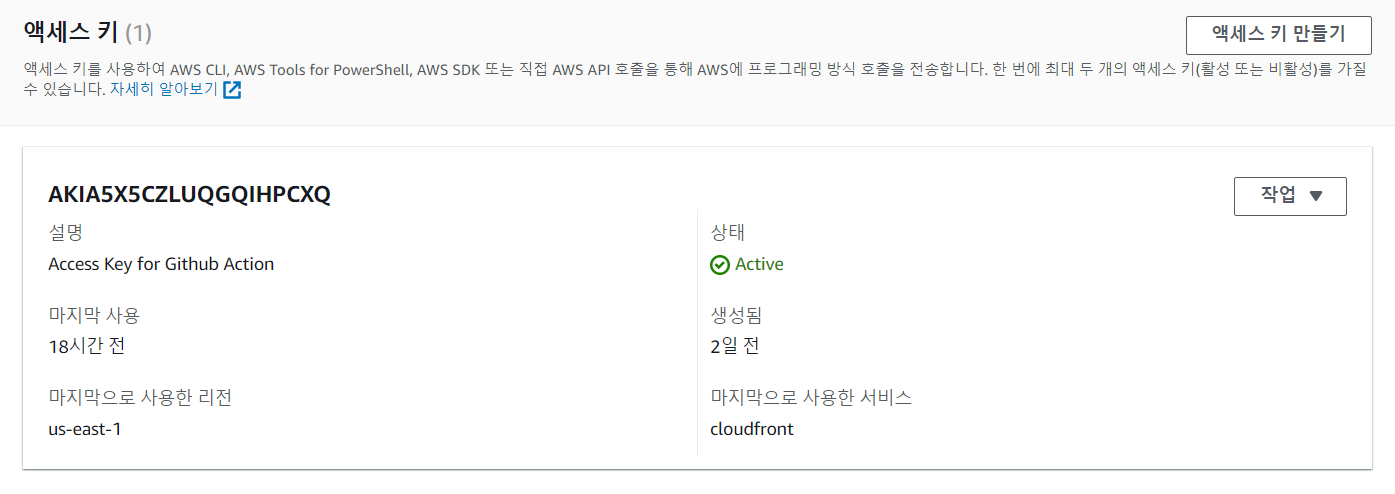 액세스 키 (1)
액세스 키 만들기
액세스 키를 사용하여 AWS CLI, AWS Tools for PowerShell, AWS SDK 또는 직접 AWS API 호출을 통해 AWS에 프로그래밍 방식 호출을 전송합니다. 한 번에 최대 두 개의 액세스 키(활성 또는 비활성)를 가질
수 있습니다. 자세히 알아보기
AKIA5X5CZLUQGQIHPCXQ
작업
설명
Access Key for Github Action
상태
Active
마지막 사용
18시간 전
생성됨
2일 전
마지막으로 사용한 리전
us-east-1
마지막으로 사용한 서비스
cloudfront